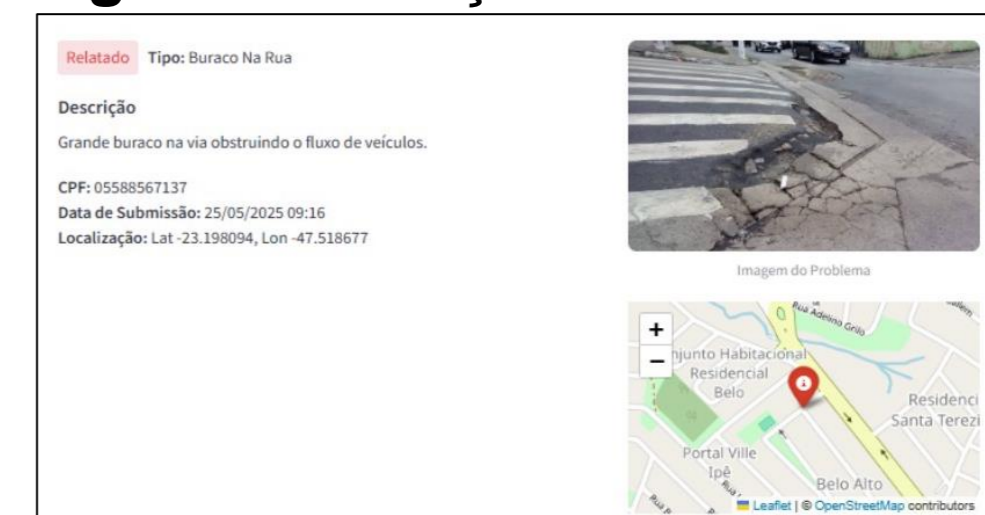 Relatado Tipo: Buraco Na Rua
Descrição
Grande buraco na via obstruindo o fluxo de veículos.
CPF: 05588567137
Data de Submissão: 25/05/2025 09:16
Localização: Lat -23.198094, Lon -47.518677
Imagem do Problema
+
−
Rua Adelino Grilo
njunto Habitacional
Residencial
Belo
Residenci
Santa Terezi
Portal Ville
Ipê
Belo Alto
Leaflet | © OpenStreetMap contributors